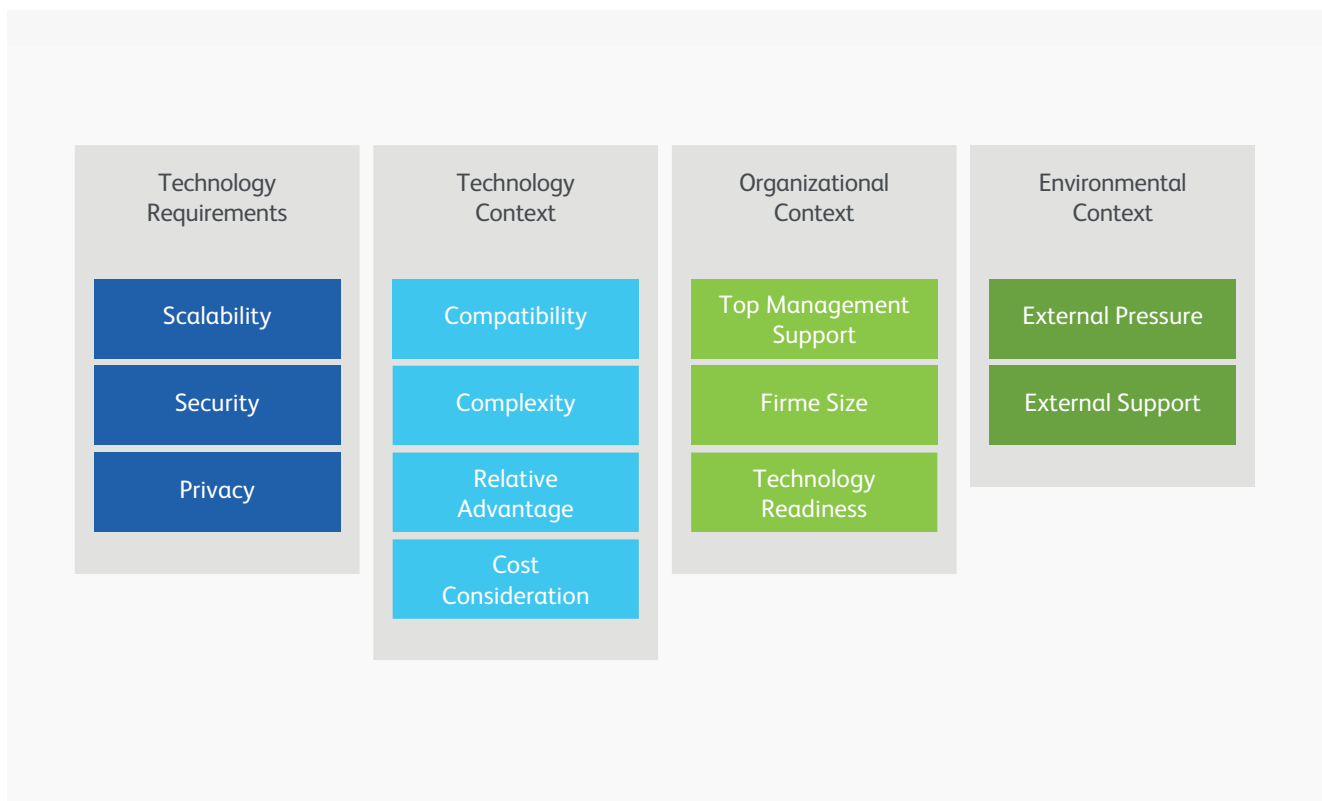 Technology
Requirements
Scalability
Security
Privacy
Technology
Context
Compatibility
Complexity
Relative
Advantage
Cost
Consideration
Organizational
Context
Top Management
Support
Firme Size
Technology
Readiness
Environmental
Context
External Pressure
External Support